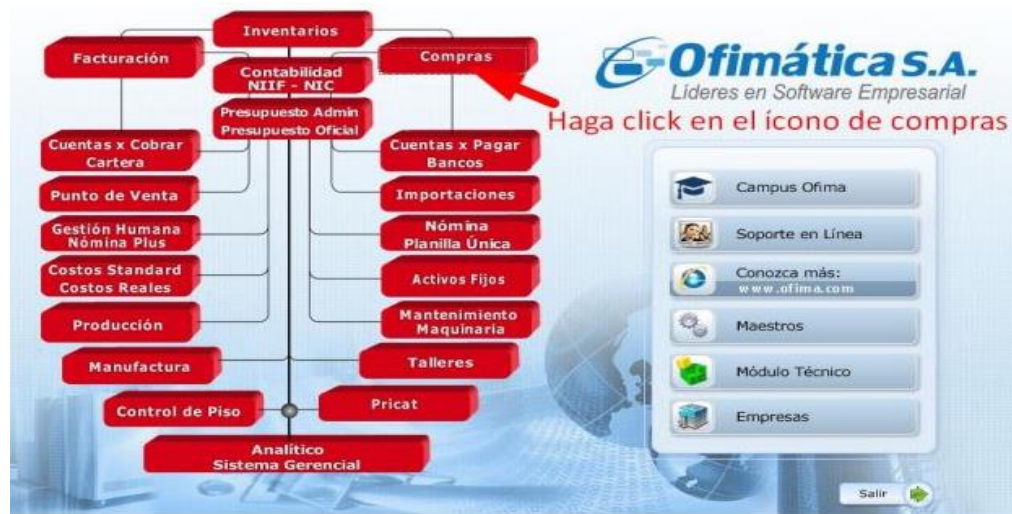 Inventarios
Facturación
Compras
Contabilidad
NIIF - NIC
Presupuesto Admin
Presupuesto Oficial
Cuentas x Cobrar
Cartera
Cuentas x Pagar
Bancos
Punto de Venta
Importaciones
Gestión Humana
Nómina Plus
Nómina
Planilla Única
Costos Standard
Costos Reales
Activos Fijos
Producción
Mantenimiento
Maquinaria
Manufactura
Talleres
Control de Piso
Pricat
Analítico
Sistema Gerencial
Ofimática S.A.
Líderes en Software Empresarial
Haga click en el ícono de compras
Campus Ofima
Soporte en Línea
Conozca más:
www.ofima.com
Maestros
Módulo Técnico
Empresas
Salir